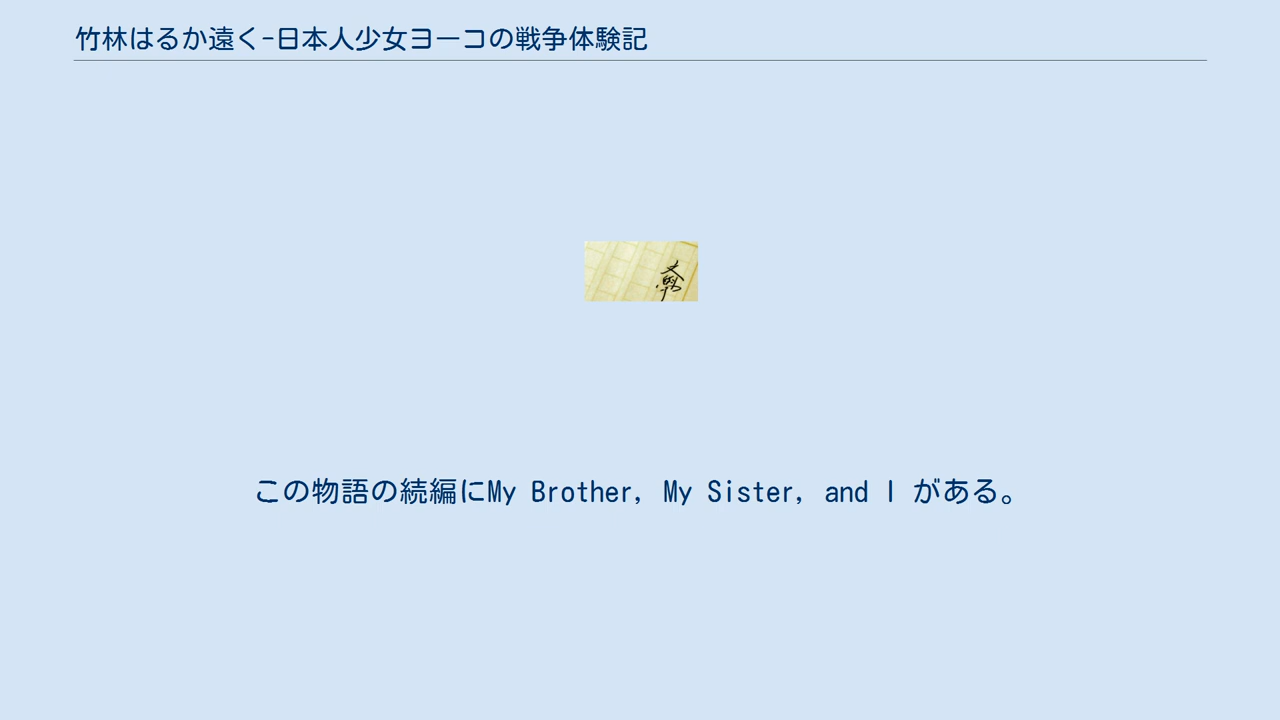 竹林はるか遠く-日本人少女ヨーコの戦争体験記
この物語の続編にMy Brother, My Sister, and I がある。